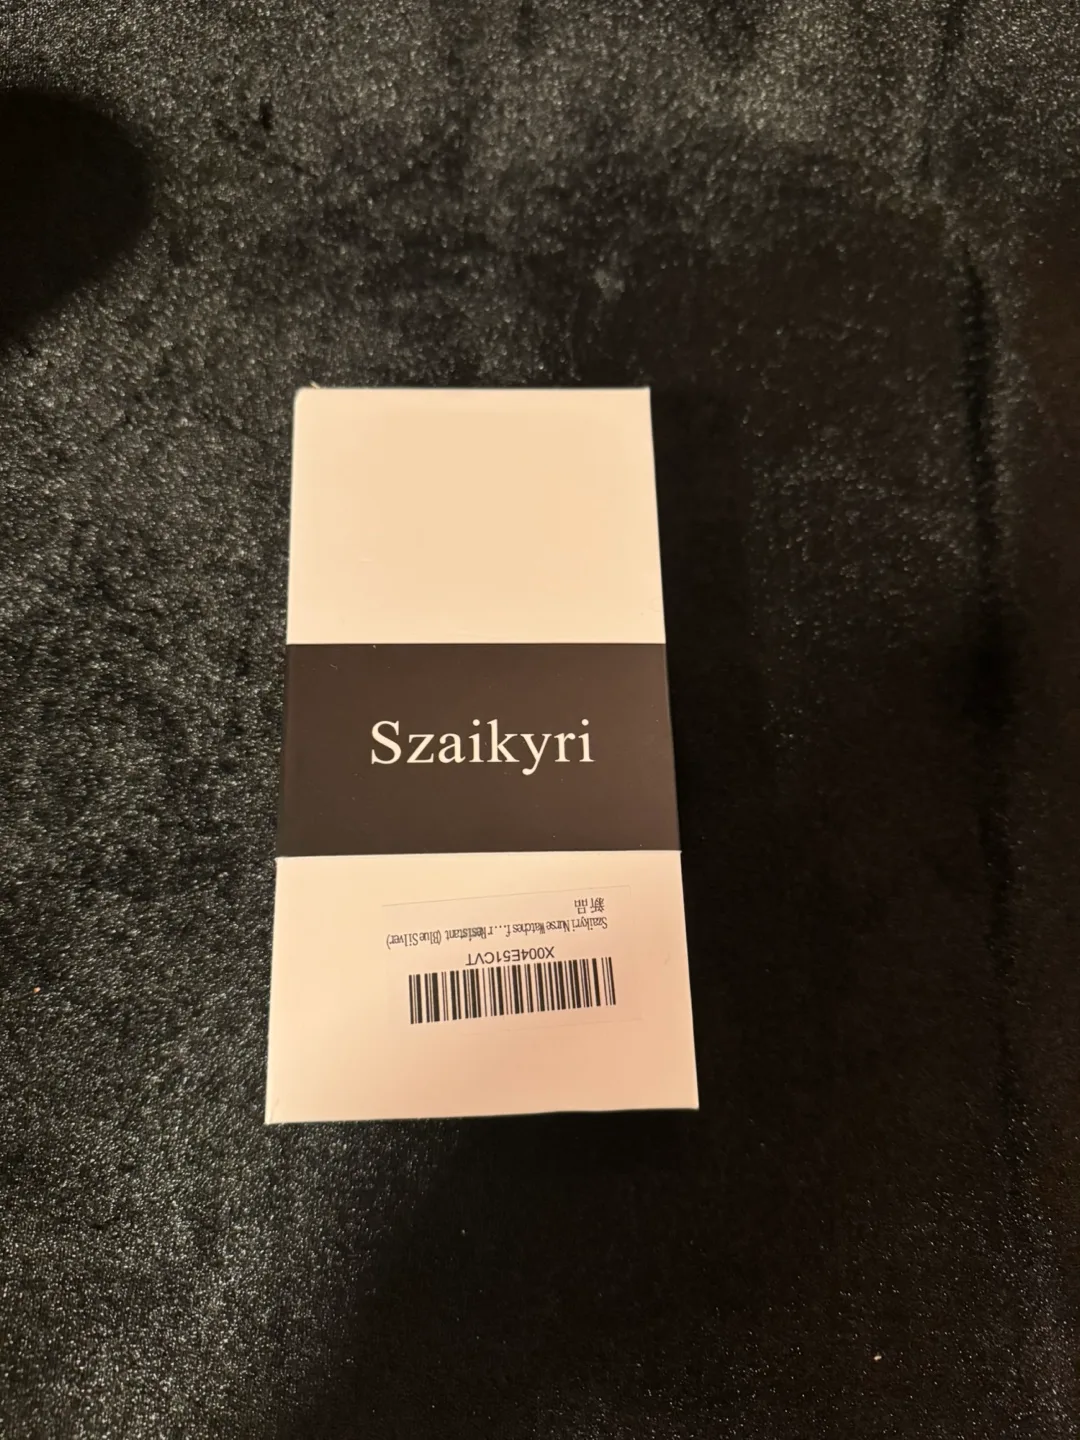 Szaikyri
X004E51CVT
Szaikyri Nurse Watches f...r Resistant (Blue Silver)
新品